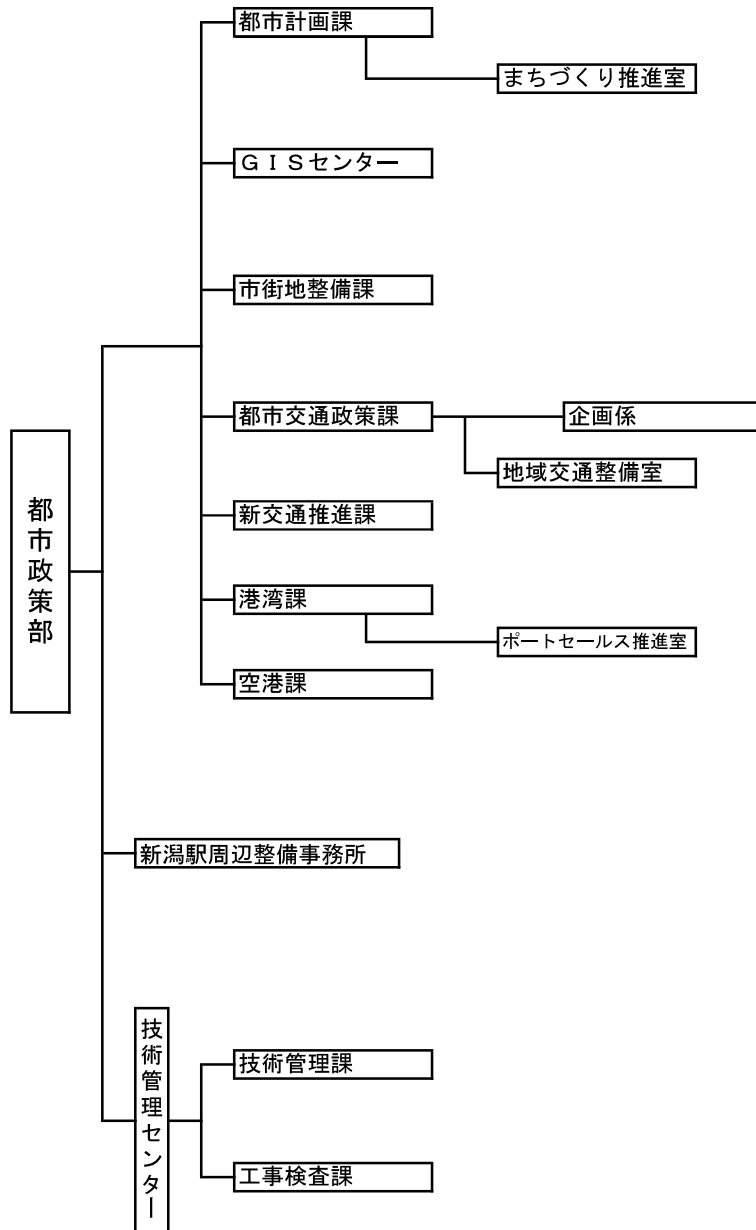 都市計画課
まちづくり推進室
ＧＩＳセンター
市街地整備課
都市交通政策課
企画係
地域交通整備室
都市政策部
新交通推進課
港湾課
ポートセールス推進室
空港課
新潟駅周辺整備事務所
技術管理センター
技術管理課
工事検査課